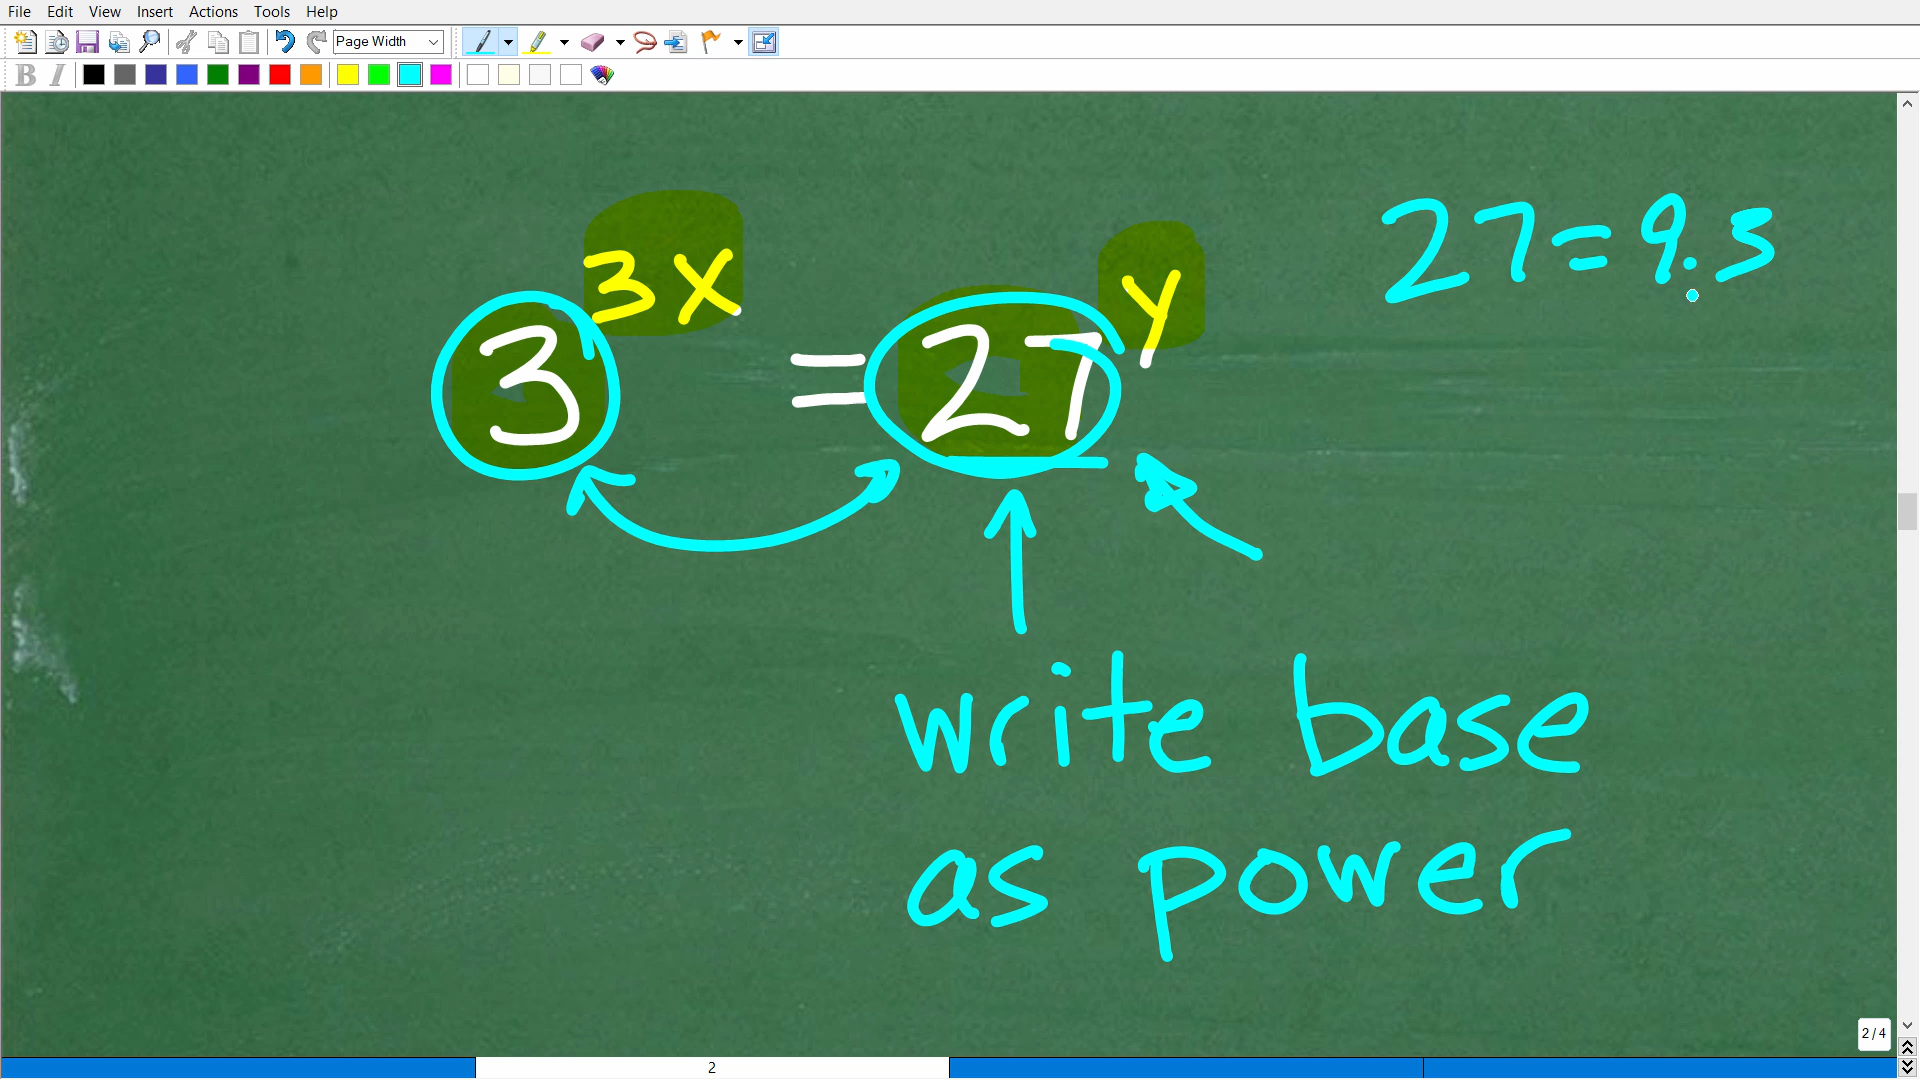 File Edit View Insert Actions Tools Help
Page Width
B I
3 3x = 27 y
27 = 9.3
write base
as power
2 / 4
2